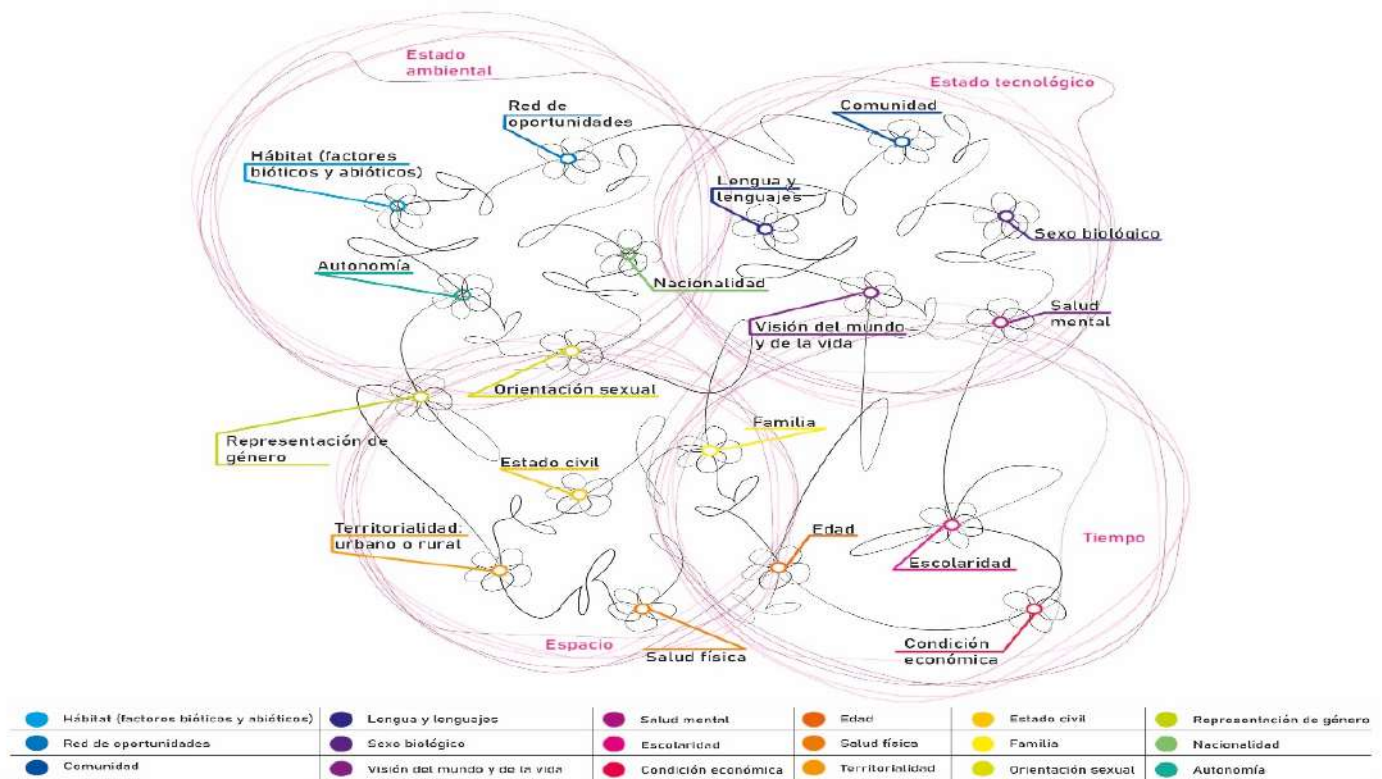 Estado
ambiental
Estado tecnológico
Red de
oportunidades
Comunidad
Hábitat (factores
bióticos y abióticos)
Lengua y
lenguajes
Sexo biológico
Autonomía
Nacionalidad
Visión del mundo
y de la vida
Salud
mental
Orientación sexual
Representación de
género
Familia
Estado civil
Territorialidad:
urbano o rural
Edad
Escolaridad
Tiempo
Espacio
Salud física
Condición
económica
Hábitat (factores bióticos y abióticos)
Lengua y lenguajes
Salud mental
Edad
Estado civil
Representación de género
Red de oportunidades
Sexo biológico
Escolaridad
Salud física
Familia
Nacionalidad
Comunidad
Visión del mundo y de la vida
Condición económica
Territorialidad
Orientación sexual
Autonomía